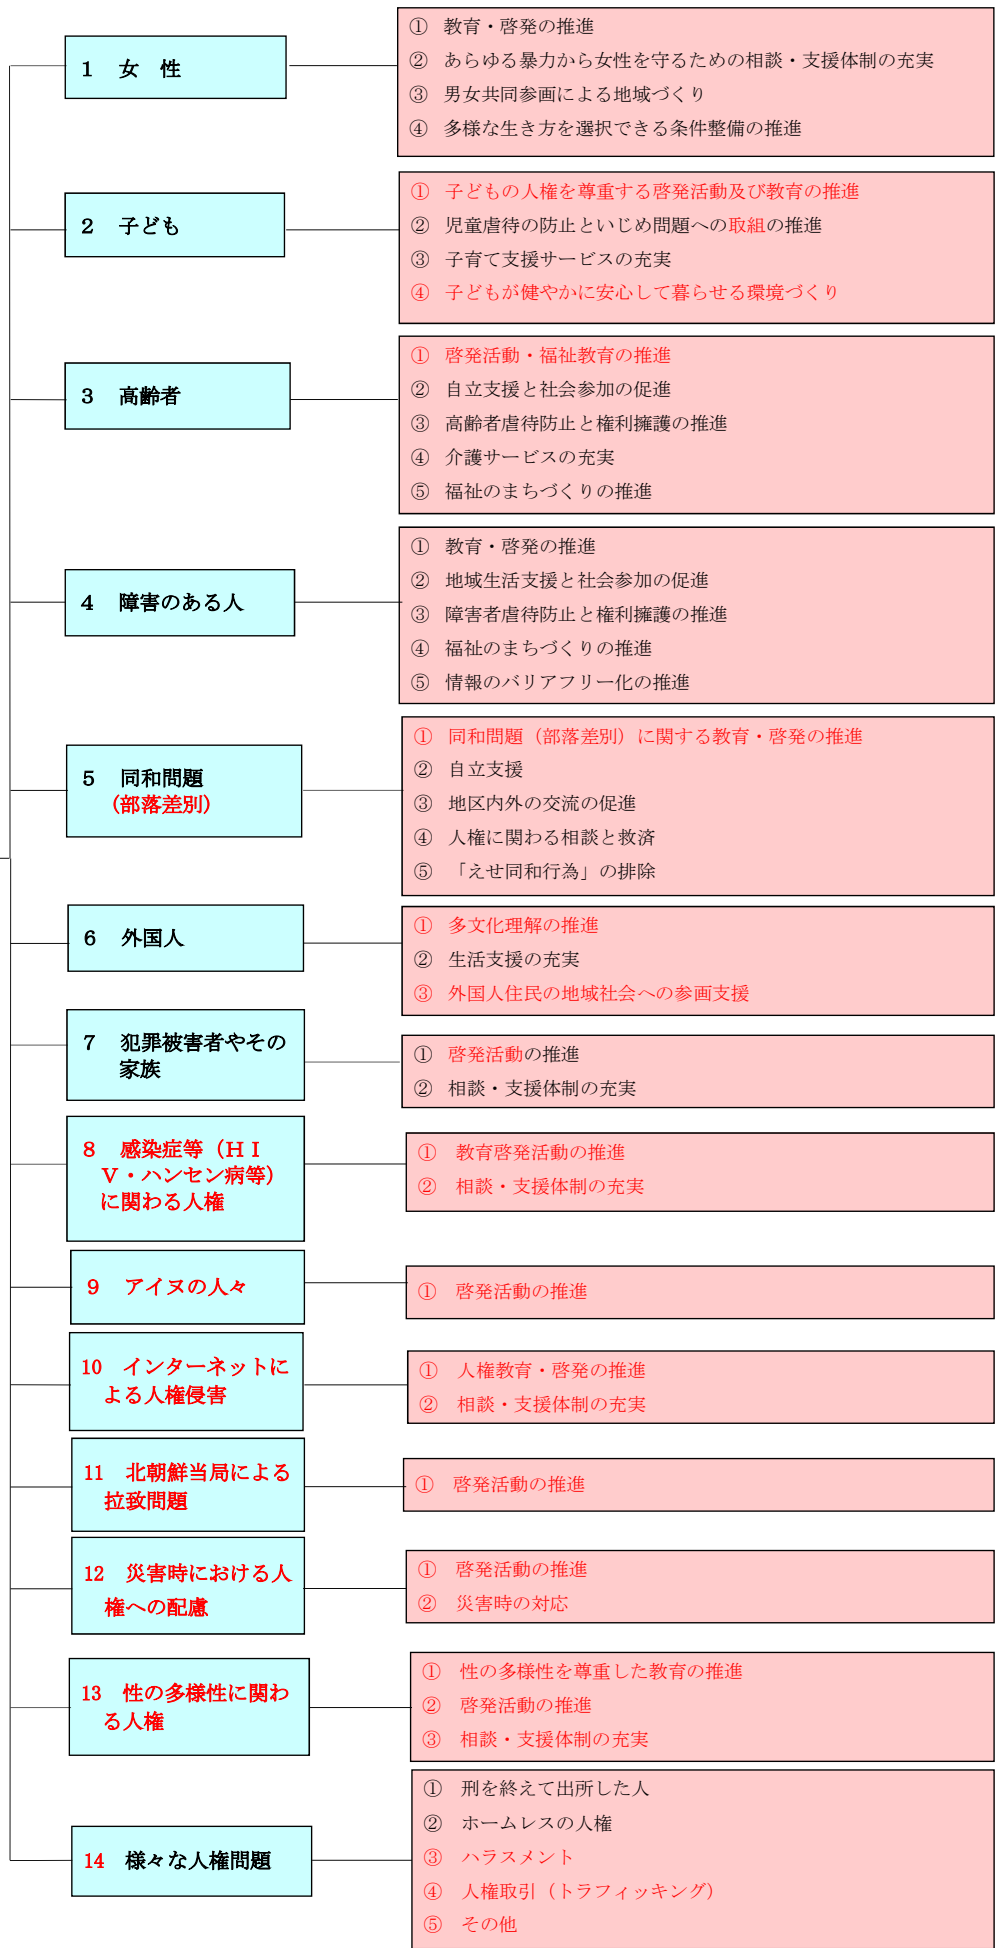 1 女 性
① 教育・啓発の推進
② あらゆる暴力から女性を守るための相談・支援体制の充実
③ 男女共同参画による地域づくり
④ 多様な生き方を選択できる条件整備の推進
2 子ども
① 子どもの人権を尊重する啓発活動及び教育の推進
② 児童虐待の防止といじめ問題への取組の推進
③ 子育て支援サービスの充実
④ 子どもが健やかに安心して暮らせる環境づくり
3 高齢者
① 啓発活動・福祉教育の推進
② 自立支援と社会参加の促進
③ 高齢者虐待防止と権利擁護の推進
④ 介護サービスの充実
⑤ 福祉のまちづくりの推進
4 障害のある人
① 教育・啓発の推進
② 地域生活支援と社会参加の促進
③ 障害者虐待防止と権利擁護の推進
④ 福祉のまちづくりの推進
⑤ 情報のバリアフリー化の推進
5 同和問題
(部落差別)
① 同和問題(部落差別)に関する教育・啓発の推進
② 自立支援
③ 地区内外の交流の促進
④ 人権に関わる相談と救済
⑤ 「えせ同和行為」の排除
6 外国人
① 多文化理解の推進
② 生活支援の充実
③ 外国人住民の地域社会への参画支援
7 犯罪被害者やその
家族
① 啓発活動の推進
② 相談・支援体制の充実
8 感染症等(HI
V・ハンセン病等)
に関わる人権
① 教育啓発活動の推進
② 相談・支援体制の充実
9 アイヌの人々
① 啓発活動の推進
10 インターネットに
よる人権侵害
① 人権教育・啓発の推進
② 相談・支援体制の充実
11 北朝鮮当局による
拉致問題
① 啓発活動の推進
12 災害時における人
権への配慮
① 啓発活動の推進
② 災害時の対応
13 性の多様性に関わ
る人権
① 性の多様性を尊重した教育の推進
② 啓発活動の推進
③ 相談・支援体制の充実
14 様々な人権問題
① 刑を終えて出所した人
② ホームレスの人権
③ ハラスメント
④ 人権取引(トラフィッキング)
⑤ その他